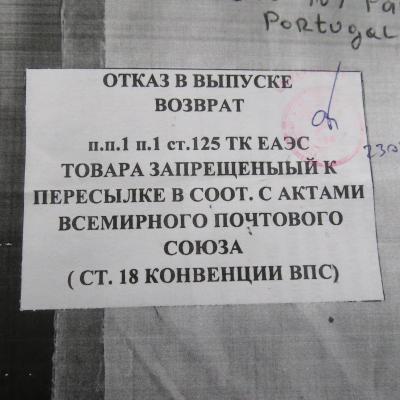 Portugal
ОТКАЗ В ВЫПУСКЕ
ВОЗВРАТ
п.п.1 п.1 ст.125 ТК ЕАЭС
ТОВАРА ЗАПРЕЩЕНЫЙ К
ПЕРЕСЫЛКЕ В СООТ. С АКТАМИ
ВСЕМИРНОГО ПОЧТОВОГО
СОЮЗА
( СТ. 18 КОНВЕНЦИИ ВПС)